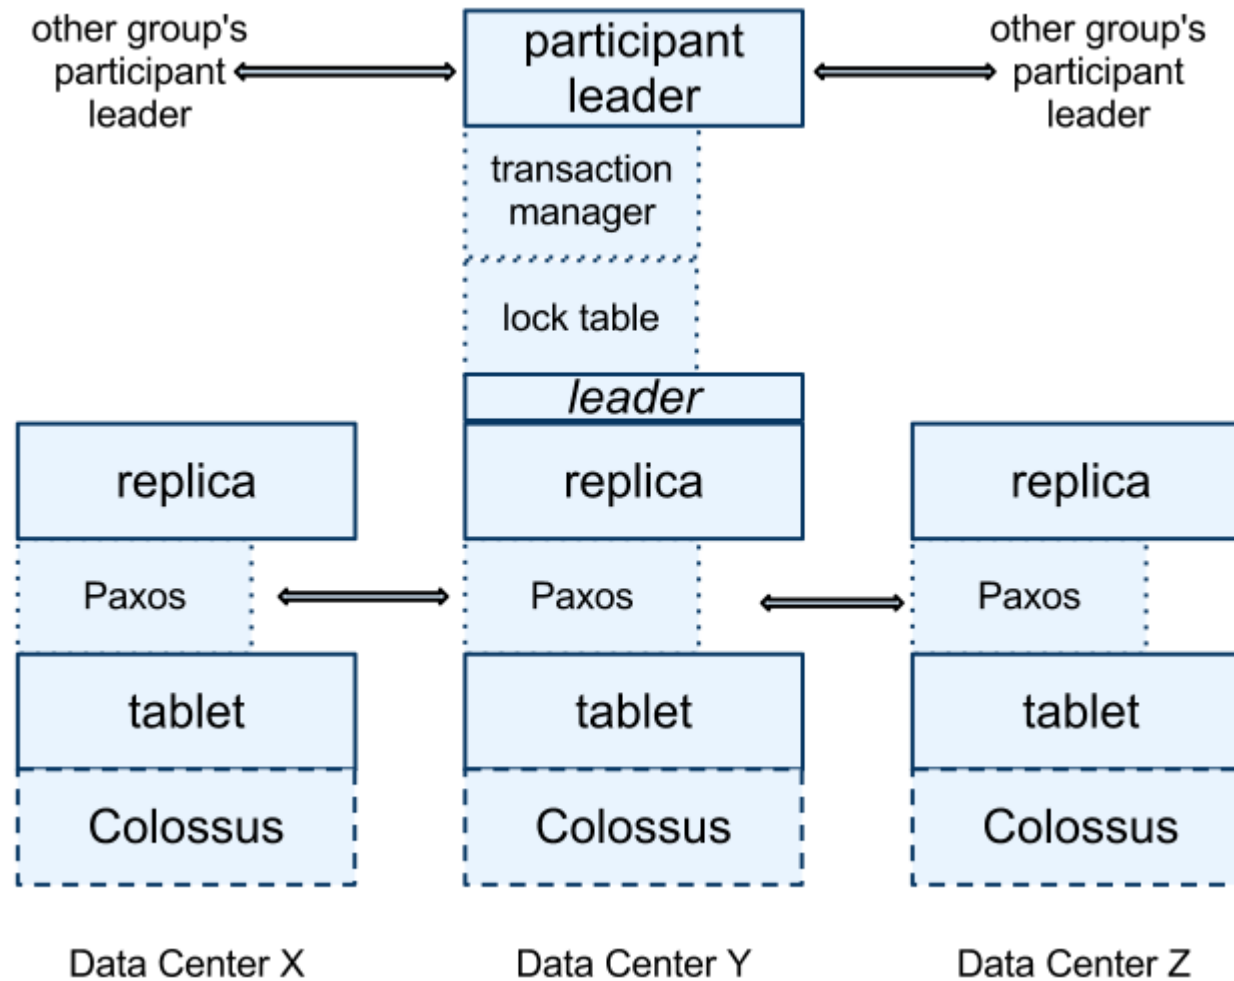 other group's
participant
leader
participant
leader
other group's
participant
leader
transaction
manager
lock table
leader
replica
replica
replica
Paxos
Paxos
Paxos
tablet
tablet
tablet
Colossus
Colossus
Colossus
Data Center X
Data Center Y
Data Center Z